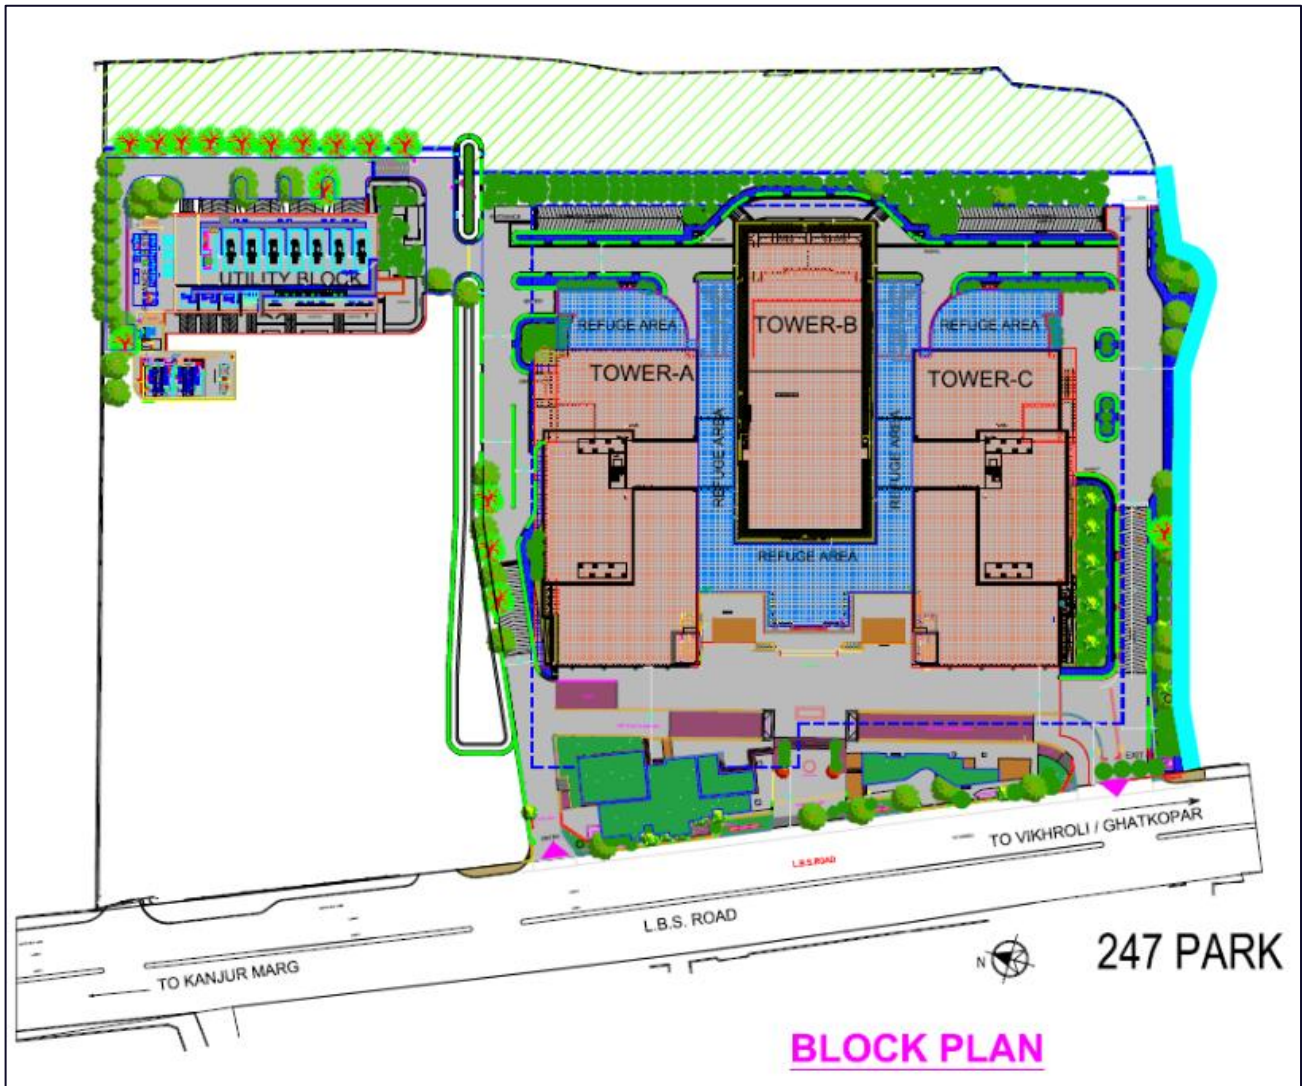 UTILITY BLOCK
REFUGE AREA
TOWER-B
REFUGE AREA
TOWER-A
TOWER-C
REFUGE AREA
REFUGE AREA
REFUGE AREA
EXIT
TO VIKHROLI / GHATKOPAR
L.B.S.ROAD
L.B.S. ROAD
TO KANJUR MARG
N
247 PARK
BLOCK PLAN